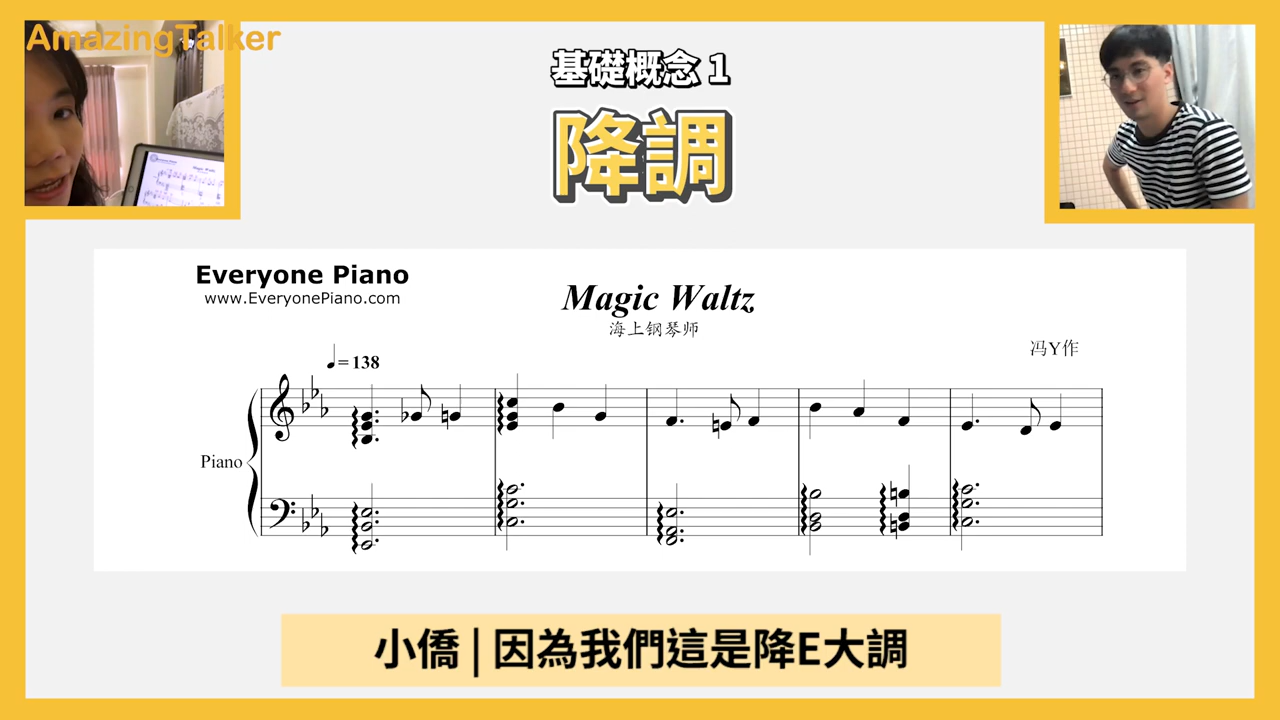 AmazingTalker
基礎概念 1
降調
Everyone Piano
www.EveryonePiano.com
Magic Waltz
海上钢琴师
冯Y作
= 138
Piano
小僑 | 因為我們這是降E大調